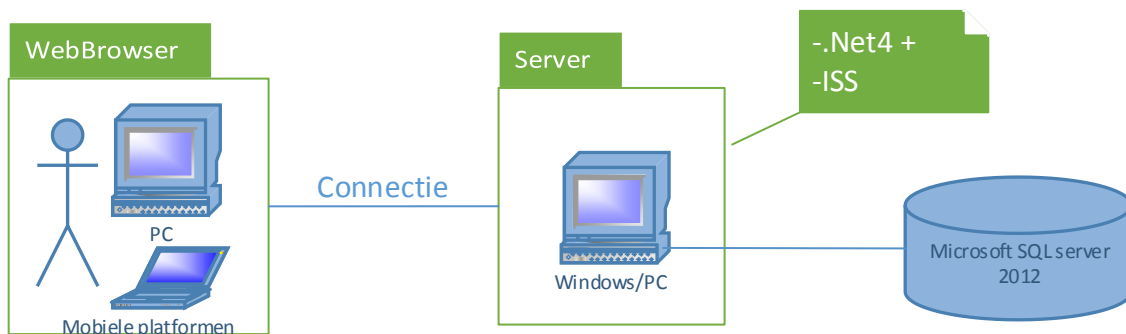 WebBrowser
PC
Mobiele platformen
Connectie
Server
Windows/PC
-.Net4 +
-ISS
Microsoft SQL server
2012